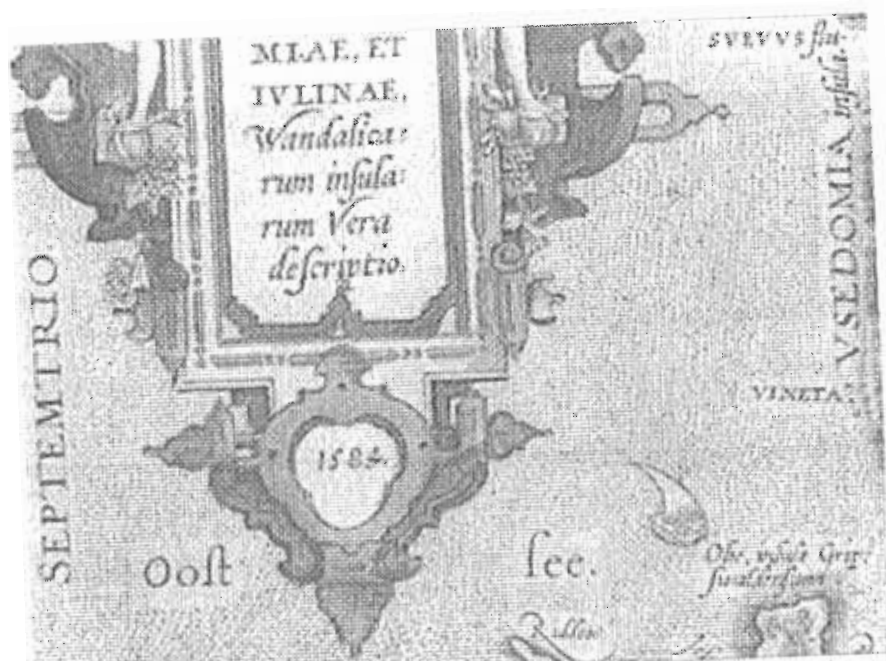 MIAE, ET
IVLINAE,
Wandalica:
rum inſula:
rum Vera
deſcriptio.
1584.
SEPTEMTRIO.
Ooſt ſee.
SVEVVS flu:
VSEDOMIA inſula.
VINETA